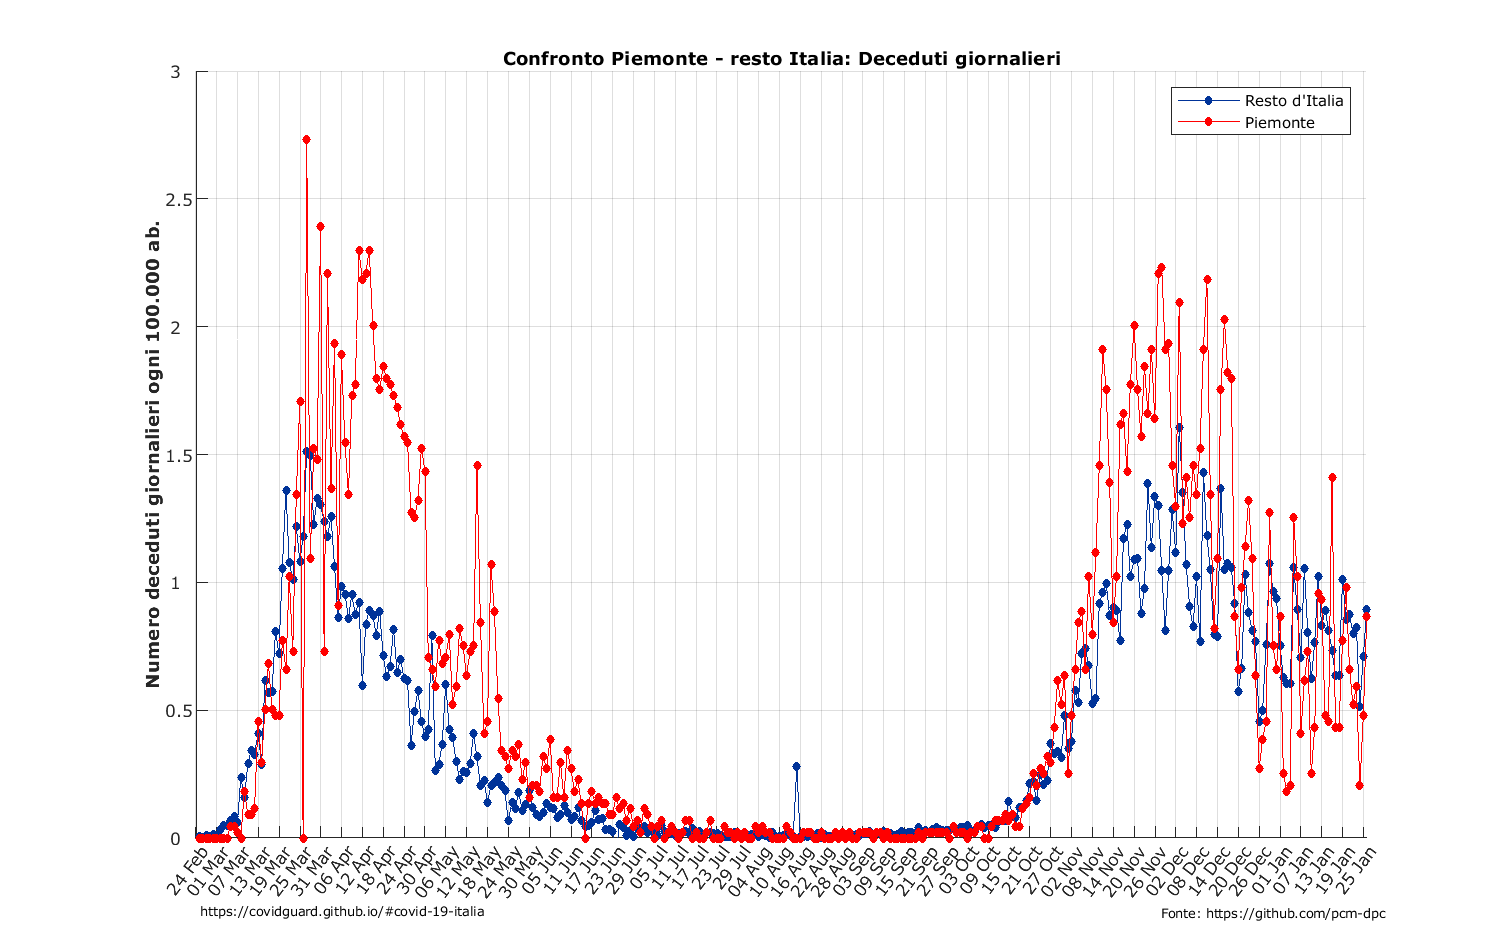 Confronto Piemonte - resto Italia: Deceduti giornalieri
Resto d'Italia
Piemonte
Numero deceduti giornalieri ogni 100.000 ab.
3
2.5
2
1.5
1
0.5
0
24 Feb
01 Mar
07 Mar
13 Mar
19 Mar
25 Mar
31 Mar
06 Apr
12 Apr
18 Apr
24 Apr
30 Apr
06 May
12 May
18 May
24 May
30 May
05 Jun
11 Jun
17 Jun
23 Jun
29 Jun
05 Jul
11 Jul
17 Jul
23 Jul
29 Jul
04 Aug
10 Aug
16 Aug
22 Aug
28 Aug
03 Sep
09 Sep
15 Sep
21 Sep
27 Sep
03 Oct
09 Oct
15 Oct
21 Oct
27 Oct
02 Nov
08 Nov
14 Nov
20 Nov
26 Nov
02 Dec
08 Dec
14 Dec
20 Dec
26 Dec
01 Jan
07 Jan
13 Jan
19 Jan
25 Jan
https://covidguard.github.io/#covid-19-italia
Fonte: https://github.com/pcm-dpc